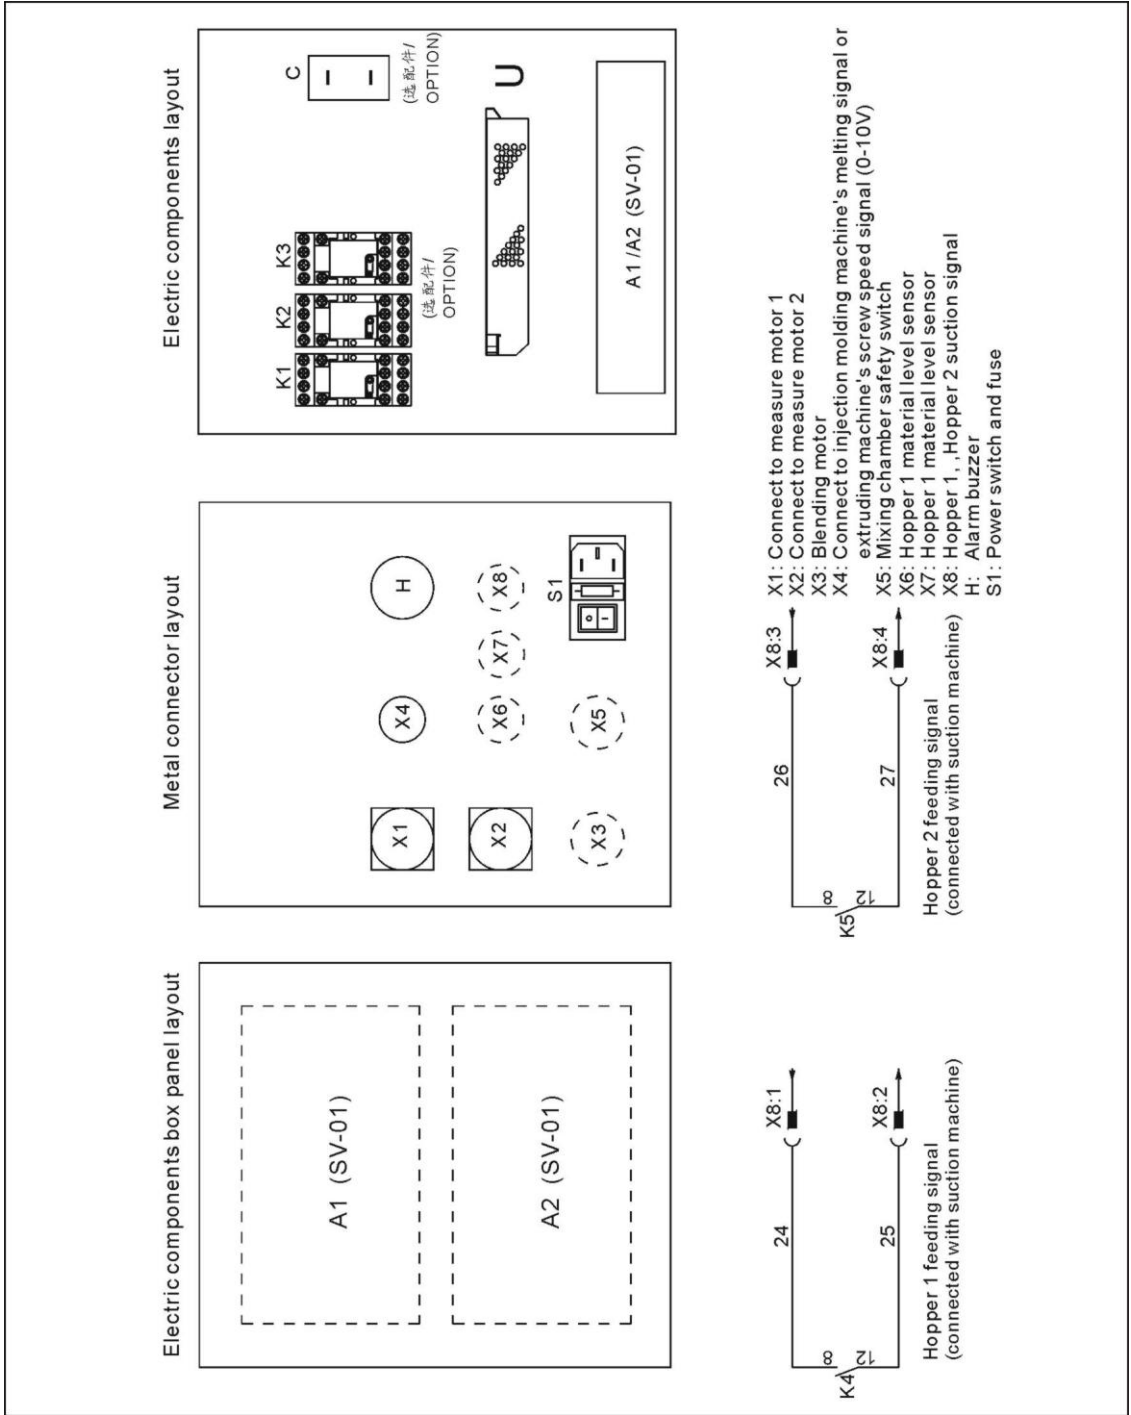 Electric components box panel layout
A1 (SV-01)
A2 (SV-01)
Metal connector layout
X1
X4
H
X2
X6
X7
X8
X3
X5
S1
Electric components layout
K1
K2
K3
(选配件/
OPTION)
C
(选配件/
OPTION)
U
A1 /A2 (SV-01)
24
X8:1
K4
8
12
25
X8:2
Hopper 1 feeding signal
(connected with suction machine)
26
X8:3
K5
8
12
27
X8:4
Hopper 2 feeding signal
(connected with suction machine)
X1: Connect to measure motor 1
X2: Connect to measure motor 2
X3: Blending motor
X4: Connect to injection molding machine's melting signal or
extruding machine's screw speed signal (0-10V)
X5: Mixing chamber safety switch
X6: Hopper 1 material level sensor
X7: Hopper 1 material level sensor
X8: Hopper 1, ,Hopper 2 suction signal
H: Alarm buzzer
S1: Power switch and fuse